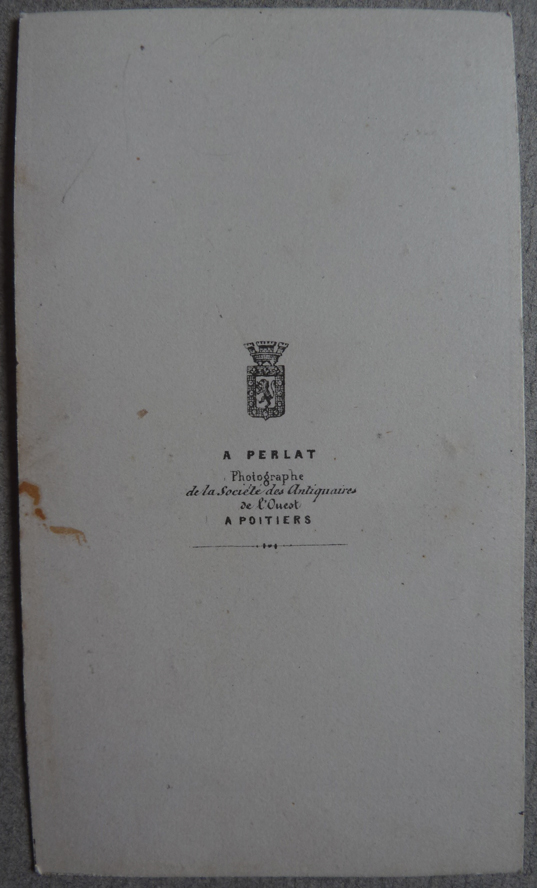 A PERLAT
Photographe
de la Société des Antiquaires
de l'Ouest
A POITIERS